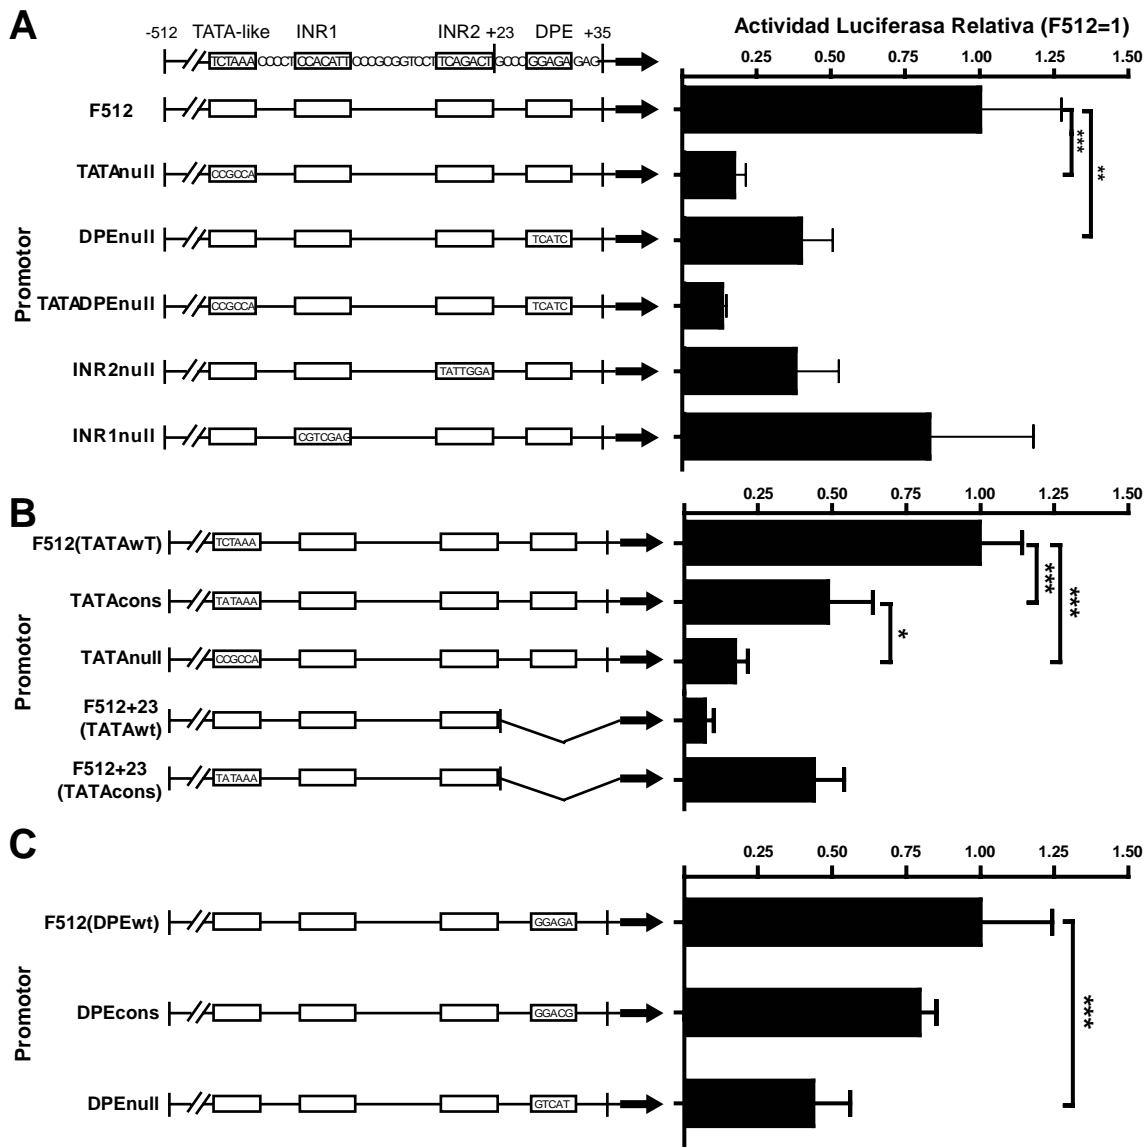 A
Actividad Luciferasa Relativa (F512=1)
-512 TATA-like INR1 INR2 +23 DPE +35
TCTAAA CCCCT CCACATT CCCGCGGTCCT TCAGACT GCCC GGAGA GAG
0.25 0.50 0.75 1.00 1.25 1.50
Promotor
F512
***
**
TATAnull CCGCCA
DPEnull TCATC
TATADPEnull CCGCCA TCATC
INR2null TATTGGA
INR1null CGTCGAG
B
0.25 0.50 0.75 1.00 1.25 1.50
Promotor
F512(TATAwT) TCTAAA
***
***
TATAcons TATAAA
*
TATAnull CCGCCA
F512+23
(TATAwt)
F512+23
(TATAcons) TATAAA
C
0.25 0.50 0.75 1.00 1.25 1.50
Promotor
F512(DPEwt) GGAGA
***
DPEcons GGACG
DPEnull GTCAT